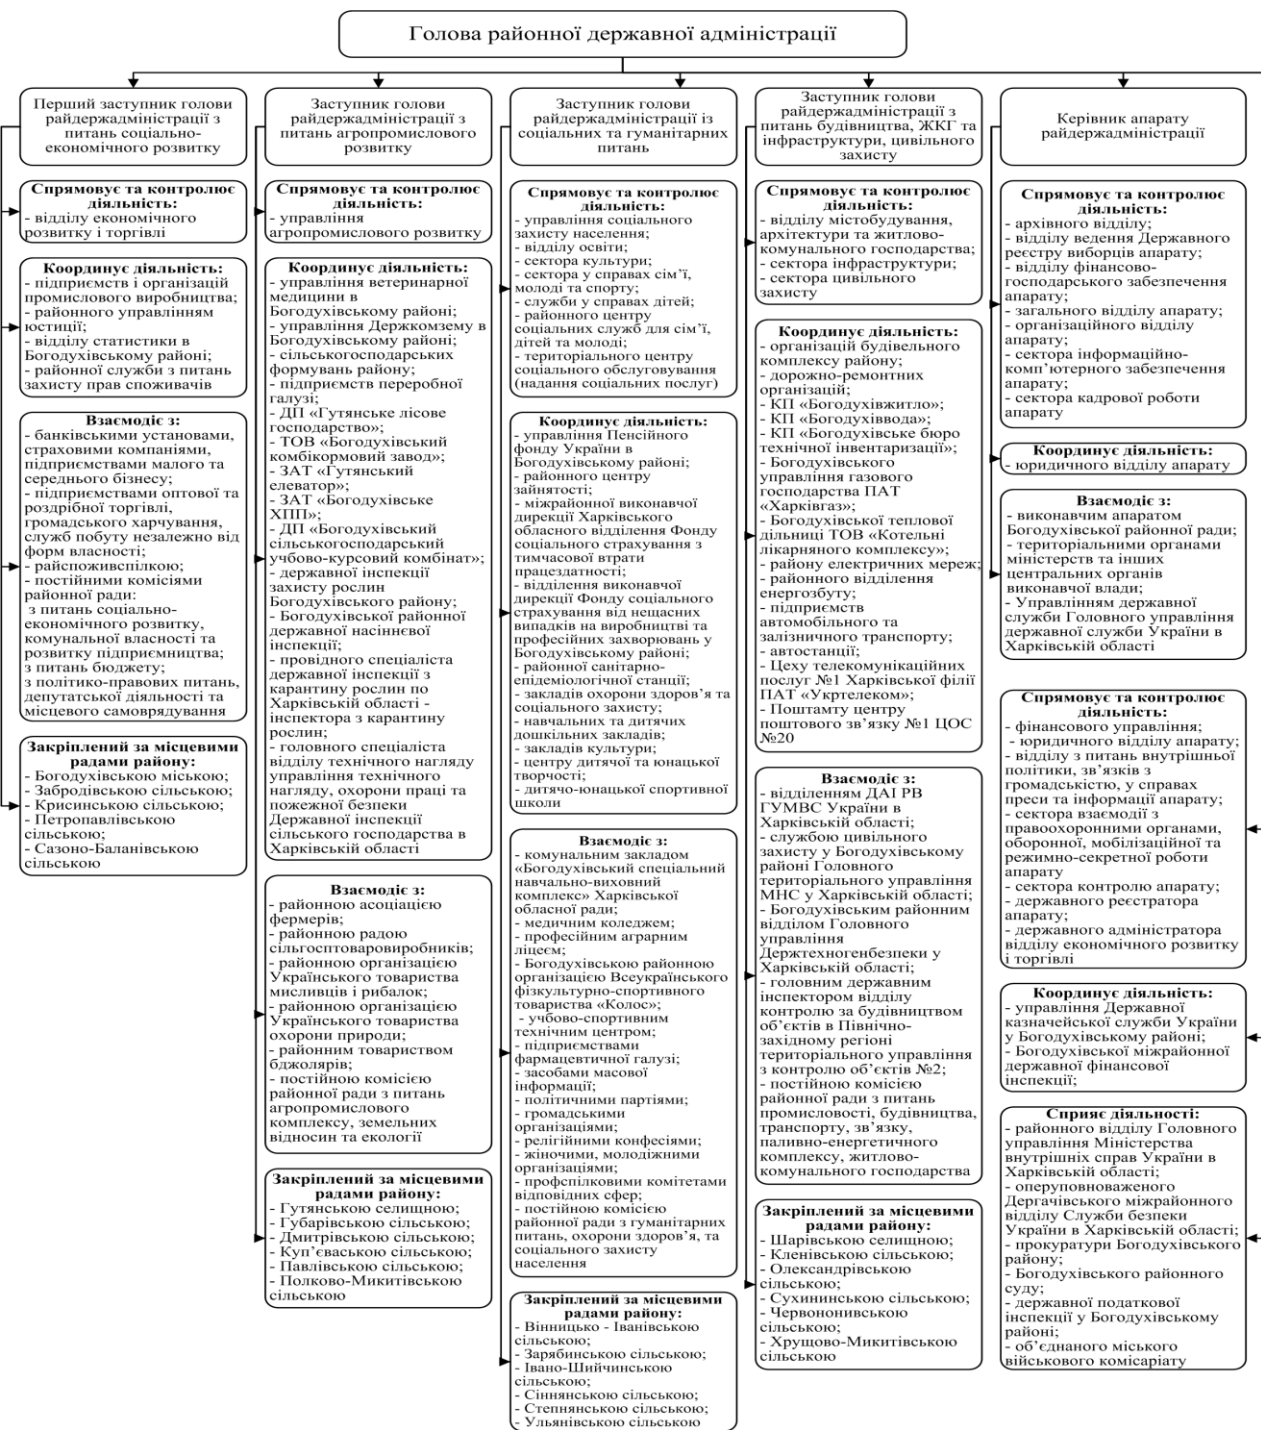 Голова районної державної адміністрації
Перший заступник голови
райдержадміністрації з
питань соціально-
економічного розвитку
Спрямовує та контролює
діяльність:
- відділу економічного
розвитку і торгівлі
Координує діяльність:
- підприємств і організацій
промислового виробництва;
- районного управлінням
юстиції;
- відділу статистики в
Богодухівському районі;
- районної служби з питань
захисту прав споживачів
Взаємодіє з:
- банківськими установами,
страховими компаніями,
підприємствами малого та
середнього бізнесу;
- підприємствами оптової та
роздрібної торгівлі,
громадського харчування,
служб побуту незалежно від
форм власності;
- райспоживспілкою;
- постійними комісіями
районної ради:
з питань соціально-
економічного розвитку,
комунальної власності та
розвитку підприємництва;
з питань бюджету;
з політико-правових питань,
депутатської діяльності та
місцевого самоврядування
Закріплений за місцевими
радами району:
- Богодухівською міською;
- Забродівською сільською;
- Крисинською сільською;
- Петропавлівською
сільською;
- Сазоно-Баланівською
сільською
Заступник голови
райдержадміністрації з
питань агропромислового
розвитку
Спрямовує та контролює
діяльність:
- управління
агропромислового розвитку
Координує діяльність:
- управління ветеринарної
медицини в
Богодухівському районі;
- управління Держкомзему в
Богодухівському районі;
- сільськогосподарських
формувань району;
- підприємств переробної
галузі;
- ДП «Гутянське лісове
господарство»;
- ТОВ «Богодухівський
комбікормовий завод»;
- ЗАТ «Гутянський
елеватор»;
- ЗАТ «Богодухівське
ХПП»;
- ДП «Богодухівський
сільськогосподарський
учбово-курсовий комбінат»;
- державної інспекції
захисту рослин
Богодухівського району;
- Богодухівської районної
державної насіннєвої
інспекції;
- провідного спеціаліста
державної інспекції з
карантину рослин по
Харківській області -
інспектора з карантину
рослин;
- головного спеціаліста
відділу технічного нагляду
управління технічного
нагляду, охорони праці та
пожежної безпеки
Державної інспекції
сільського господарства в
Харківській області
Взаємодіє з:
- районною асоціацією
фермерів;
- районною радою
сільгосптоваровиробників;
- районною організацією
Українського товариства
мисливців і рибалок;
- районною організацією
Українського товариства
охорони природи;
- районним товариством
бджолярів;
- постійною комісією
районної ради з питань
агропромислового
комплексу, земельних
відносин та екології
Закріплений за місцевими
радами району:
- Гутянською селищною;
- Губарівською сільською;
- Дмитрівською сільською;
- Куп’єваською сільською;
- Павлівською сільською;
- Полково-Микитівською
сільською
Заступник голови
райдержадміністрації із
соціальних та гуманітарних
питань
Спрямовує та контролює
діяльність:
- управління соціального
захисту населення;
- відділу освіти;
- сектора культури;
- сектора у справах сім’ї,
молоді та спорту;
- служби у справах дітей;
- районного центру
соціальних служб для сім’ї,
дітей та молоді;
- територіального центру
соціального обслуговування
(надання соціальних послуг)
Координує діяльність:
- управління Пенсійного
фонду України в
Богодухівському районі;
- районного центру
зайнятості;
- міжрайонної виконавчої
дирекції Харківського
обласного відділення Фонду
соціального страхування з
тимчасової втрати
працездатності;
- відділення виконавчої
дирекції Фонду соціального
страхування від нещасних
випадків на виробництві та
професійних захворювань у
Богодухівському районі;
- районної санітарно-
епідеміологічної станції;
- закладів охорони здоров’я та
соціального захисту;
- навчальних та дитячих
дошкільних закладів;
- закладів культури;
- центру дитячої та юнацької
творчості;
- дитячо-юнацької спортивної
школи
Взаємодіє з:
- комунальним закладом
«Богодухівський спеціальний
навчально-виховний
комплекс» Харківської
обласної ради;
- медичним коледжем;
- професійним аграрним
ліцеєм;
- Богодухівською районною
організацією Всеукраїнського
фізкультурно-спортивного
товариства «Колос»;
- учбово-спортивним
технічним центром;
- підприємствами
фармацевтичної галузі;
- засобами масової
інформації;
- політичними партіями;
- громадськими
організаціями;
- релігійними конфесіями;
- жіночими, молодіжними
організаціями;
- профспілковими комітетами
відповідних сфер;
- постійною комісією
районної ради з гуманітарних
питань, охорони здоров’я, та
соціального захисту
населення
Закріплений за місцевими
радами району:
- Вінницько - Іванівською
сільською;
- Зарябинською сільською;
- Івано-Шийчинською
сільською;
- Сіннянською сільською;
- Степнянською сільською;
- Ульянівською сільською
Заступник голови
райдержадміністрації з
питань будівництва, ЖКГ та
інфраструктури, цивільного
захисту
Спрямовує та контролює
діяльність:
- відділу містобудування,
архітектури та житлово-
комунального господарства;
- сектора інфраструктури;
- сектора цивільного
захисту
Координує діяльність:
- організацій будівельного
комплексу району;
- дорожно-ремонтних
організацій;
- КП «Богодухівжитло»;
- КП «Богодухіввода»;
- КП «Богодухівське бюро
технічної інвентаризації»;
- Богодухівського
управління газового
господарства ПАТ
«Харківгаз»;
- Богодухівської теплової
дільниці ТОВ «Котельні
лікарняного комплексу»;
- району електричних мереж;
- районного відділення
енергозбуту;
- підприємств
автомобільного та
залізничного транспорту;
- автостанції;
- Цеху телекомунікаційних
послуг №1 Харківської філії
ПАТ «Укртелеком»;
- Поштамту центру
поштового зв’язку №1 ЦОС
№20
Взаємодіє з:
- відділенням ДАІ РВ
ГУМВС України в
Харківській області;
- службою цивільного
захисту у Богодухівському
районі Головного
територіального управління
МНС у Харківській області;
- Богодухівським районним
відділом Головного
управління
Держтехногенбезпеки у
Харківській області;
- головним державним
інспектором відділу
контролю за будівництвом
об’єктів в Північно-
західному регіоні
територіального управління
з контролю об’єктів №2;
- постійною комісією
районної ради з питань
промисловості, будівництва,
транспорту, зв’язку,
паливно-енергетичного
комплексу, житлово-
комунального господарства
Закріплений за місцевими
радами району:
- Шарівською селищною;
- Кленівською сільською;
- Олександрівською
сільською;
- Сухининською сільською;
- Червононивською
сільською;
- Хрущово-Микитівською
сільською
Керівник апарату
райдержадміністрації
Спрямовує та контролює
діяльність:
- архівного відділу;
- відділу ведення Державного
реєстру виборців апарату;
- відділу фінансово-
господарського забезпечення
апарату;
- загального відділу апарату;
- організаційного відділу
апарату;
- сектора інформаційно-
комп’ютерного забезпечення
апарату;
- сектора кадрової роботи
апарату
Координує діяльність:
- юридичного відділу апарату
Взаємодіє з:
- виконавчим апаратом
Богодухівської районної ради;
- територіальними органами
міністерств та інших
центральних органів
виконавчої влади;
- Управлінням державної
служби Головного управління
державної служби України в
Харківській області
Спрямовує та контролює
діяльність:
- фінансового управління;
- юридичного відділу апарату;
- відділу з питань внутрішньої
політики, зв’язків з
громадськістю, у справах
преси та інформації апарату;
- сектора взаємодії з
правоохоронними органами,
оборонної, мобілізаційної та
режимно-секретної роботи
апарату
- сектора контролю апарату;
- державного реєстратора
апарату;
- державного адміністратора
відділу економічного розвитку
і торгівлі
Координує діяльність:
- управління Державної
казначейської служби України
у Богодухівському районі;
- Богодухівської міжрайонної
державної фінансової
інспекції;
Сприяє діяльності:
- районного відділу Головного
управління Міністерства
внутрішніх справ України в
Харківській області;
- оперуповноваженого
Дергачівського міжрайонного
відділу Служби безпеки
України в Харківській області;
- прокуратури Богодухівського
району;
- Богодухівського районного
суду;
- державної податкової
інспекції у Богодухівському
районі;
- об’єднаного міського
військового комісаріату